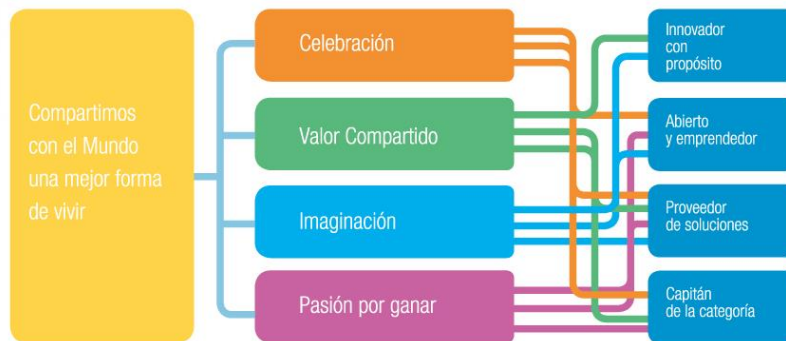 Compartimos
con el Mundo
una mejor forma
de vivir
Celebración
Valor Compartido
Imaginación
Pasión por ganar
Innovador
con
propósito
Abierto
y emprendedor
Proveedor
de soluciones
Capitán
de la categoría